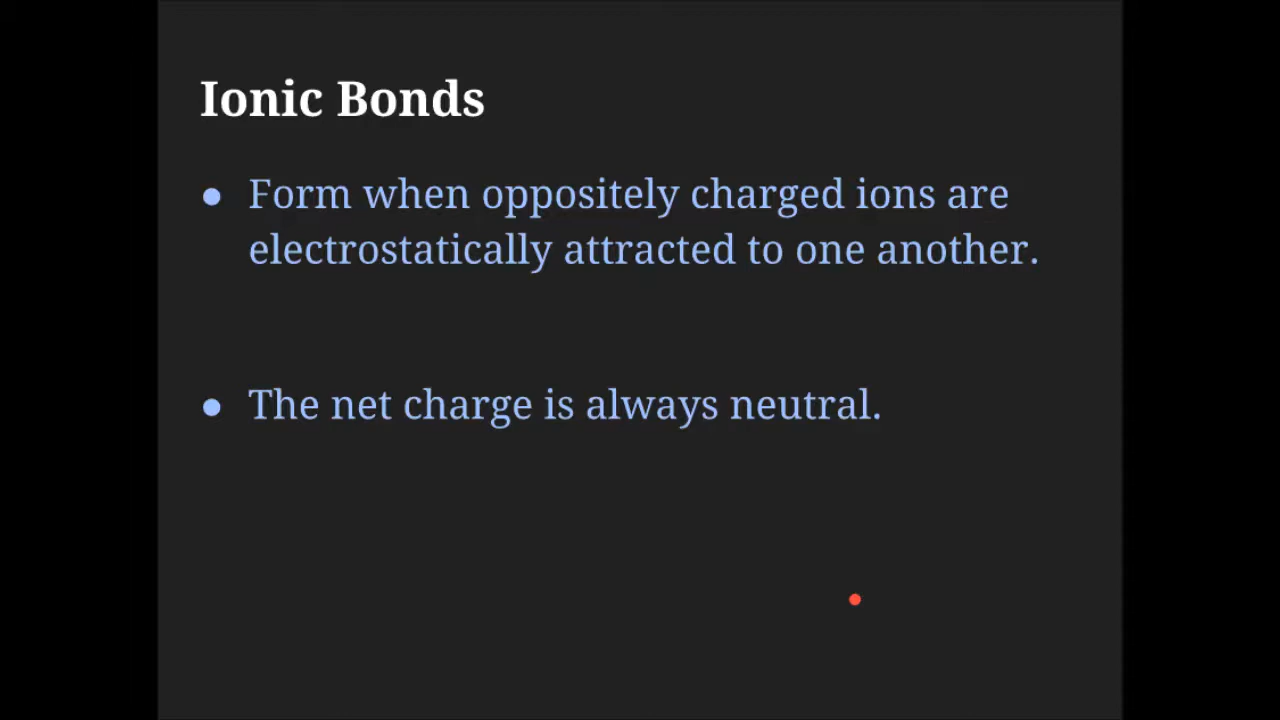 Ionic Bonds
● Form when oppositely charged ions are
electrostatically attracted to one another.
● The net charge is always neutral.